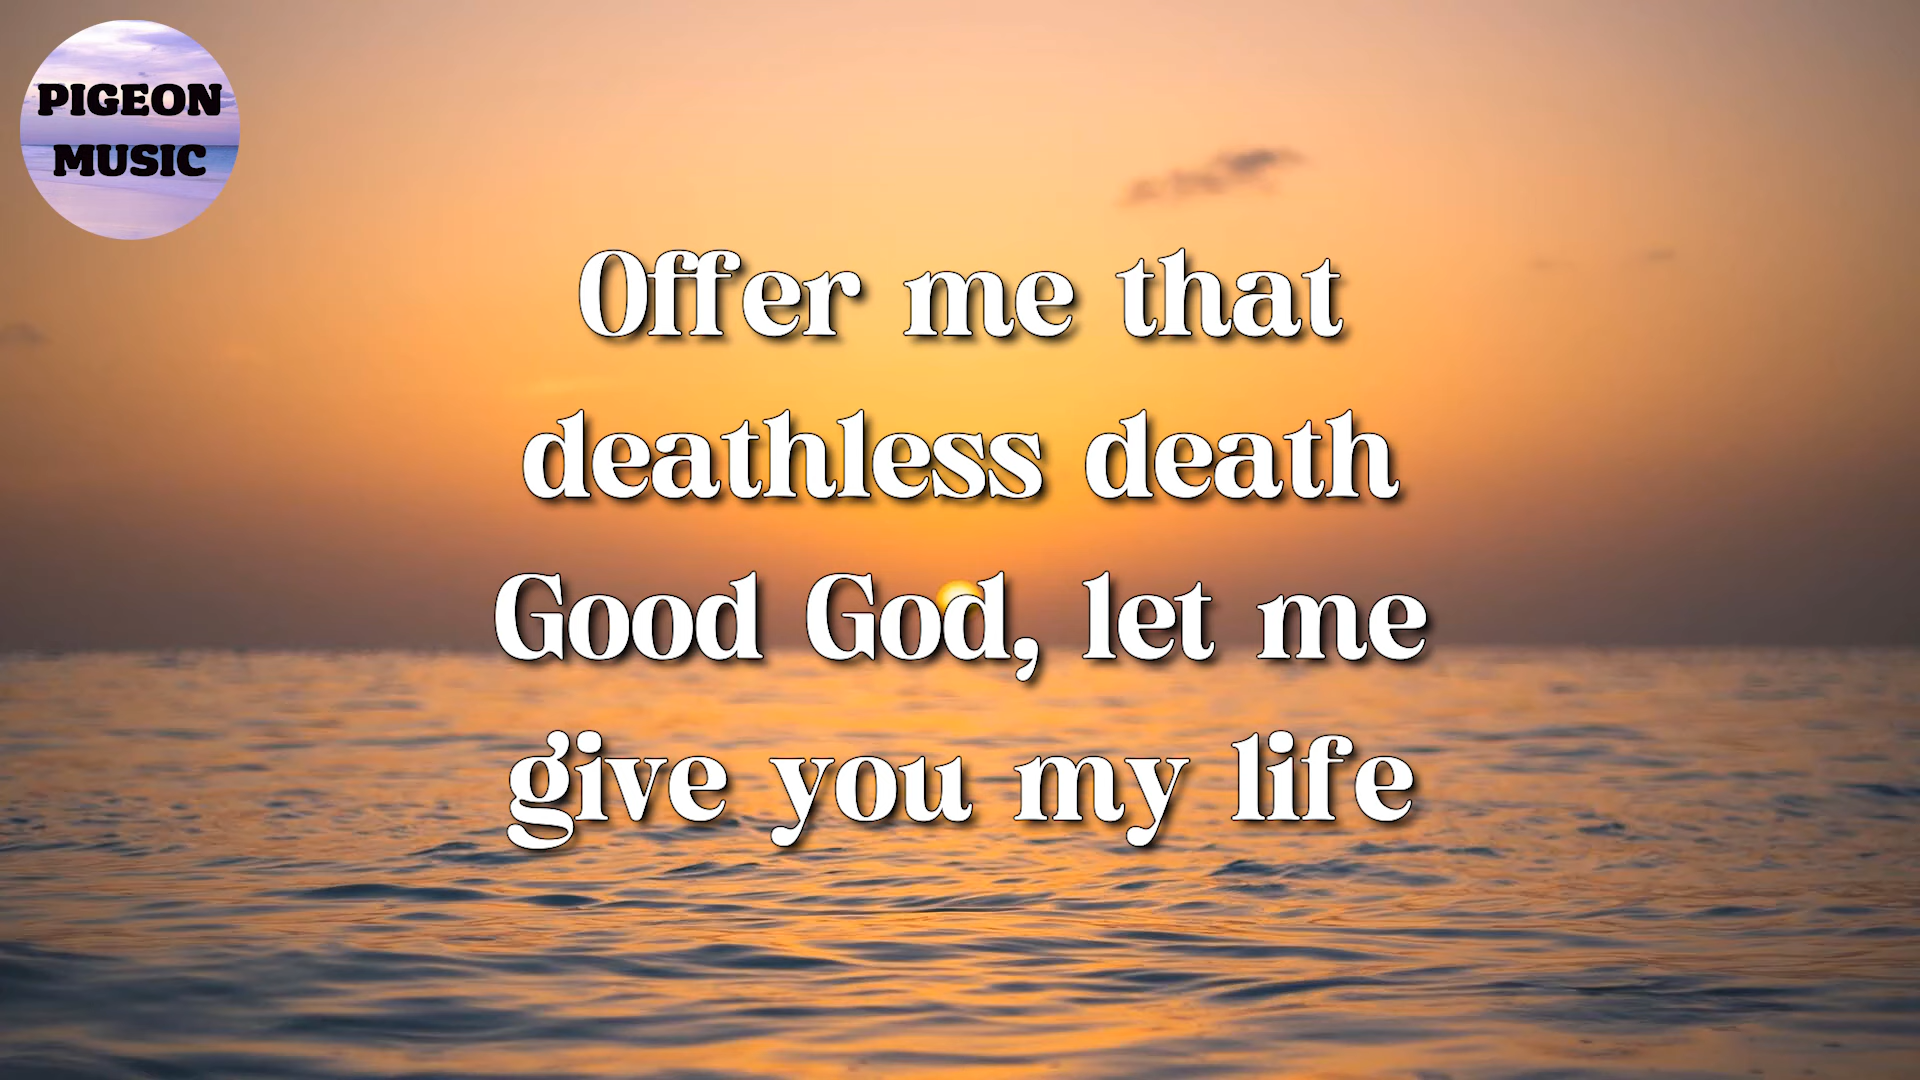 PIGEON
MUSIC
Offer me that
deathless death
Good God, let me
give you my life